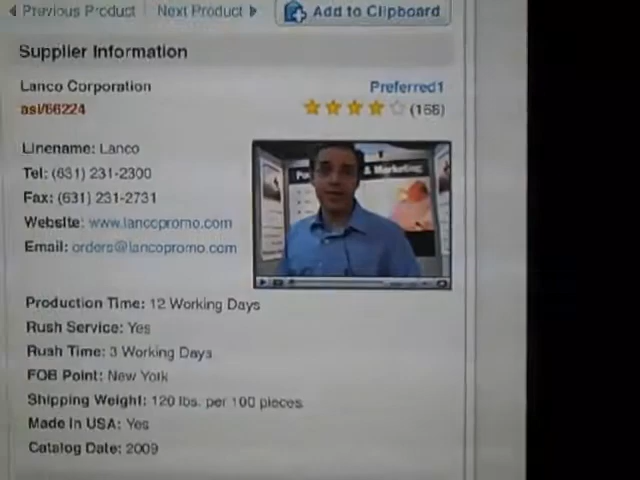 Previous Product
Next Product
Add to Clipboard
Supplier Information
Lanco Corporation
Preferred1
asi/66224
(156)
Linename: Lanco
Tel: (631) 231-2300
Fax: (631) 231-2731
Website: www.lancopromo.com
Email: orders@lancopromo.com
& Marketing
Production Time: 12 Working Days
Rush Service: Yes
Rush Time: 3 Working Days
FOB Point: New York
Shipping Weight: 120 lbs. per 100 pieces
Made In USA: Yes
Catalog Date: 2009